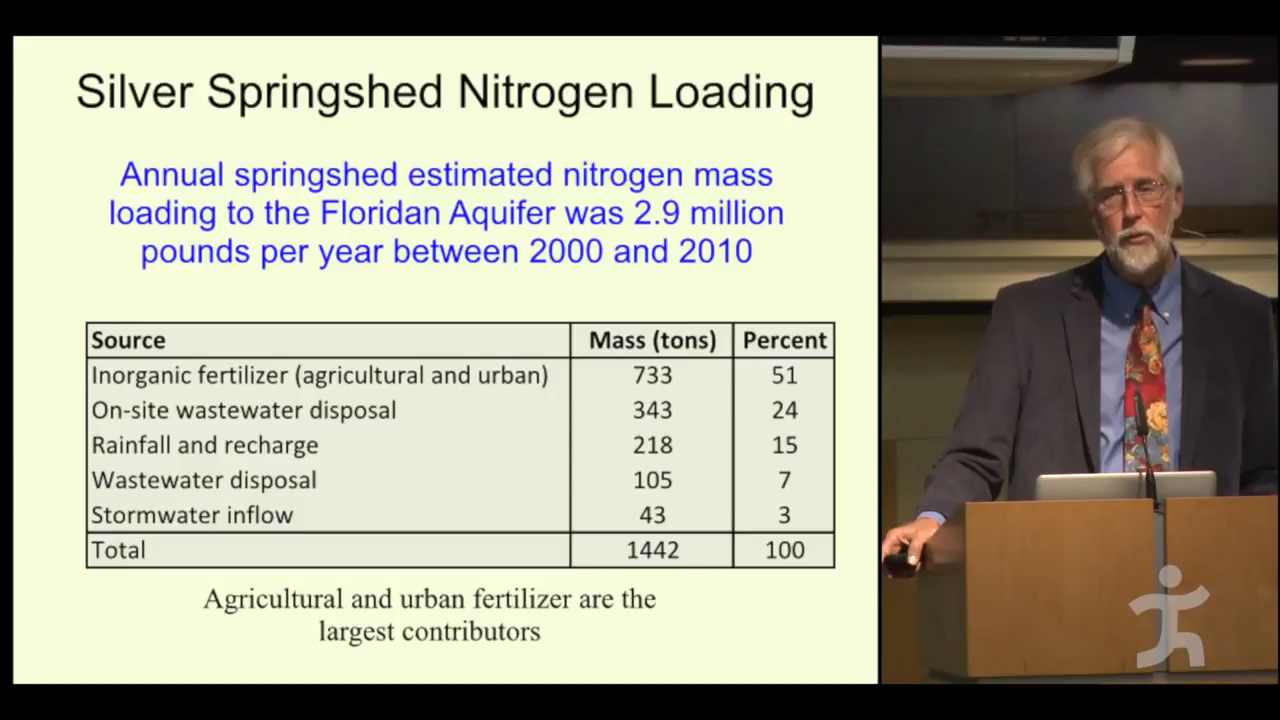 Silver Springshed Nitrogen Loading
Annual springshed estimated nitrogen mass
loading to the Floridan Aquifer was 2.9 million
pounds per year between 2000 and 2010
Source Mass (tons) Percent
Inorganic fertilizer (agricultural and urban) 733 51
On-site wastewater disposal 343 24
Rainfall and recharge 218 15
Wastewater disposal 105 7
Stormwater inflow 43 3
Total 1442 100
Agricultural and urban fertilizer are the
largest contributors